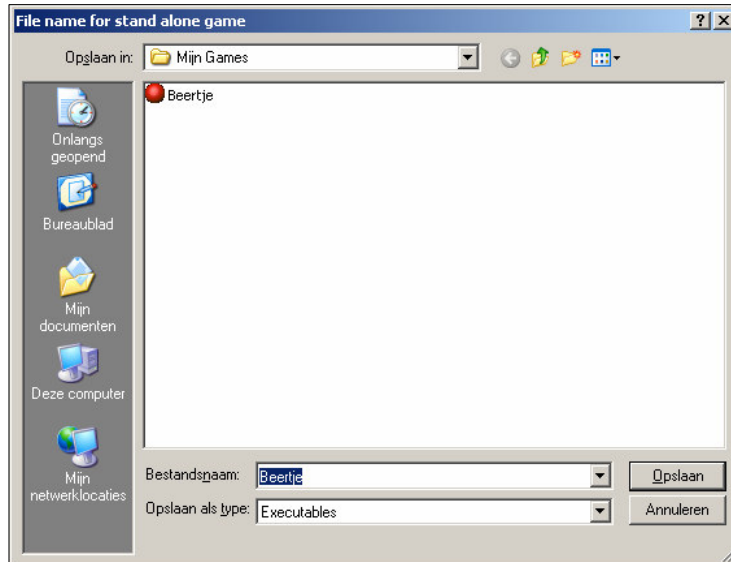 File name for stand alone game
Opslaan in:
Mijn Games
Beertje
Onlangs
geopend
Bureaublad
Mijn
documenten
Deze computer
Mijn
netwerklocaties
Bestandsnaam:
Beertje
Opslaan
Opslaan als type:
Executables
Annuleren